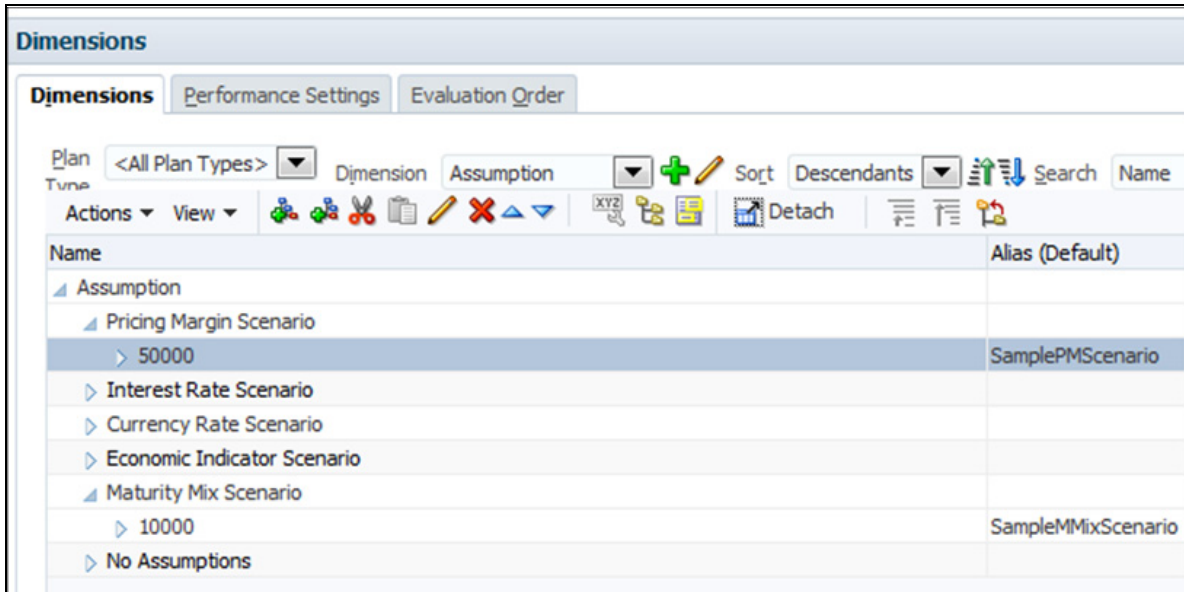 Dimensions
Dimensions Performance Settings Evaluation Order
Plan Type <All Plan Types> Dimension Assumption Sort Descendants Search Name
Actions View XYZ Detach
Name Alias (Default)
Assumption
Pricing Margin Scenario
50000 SamplePMScenario
Interest Rate Scenario
Currency Rate Scenario
Economic Indicator Scenario
Maturity Mix Scenario
10000 SampleMMixScenario
No Assumptions